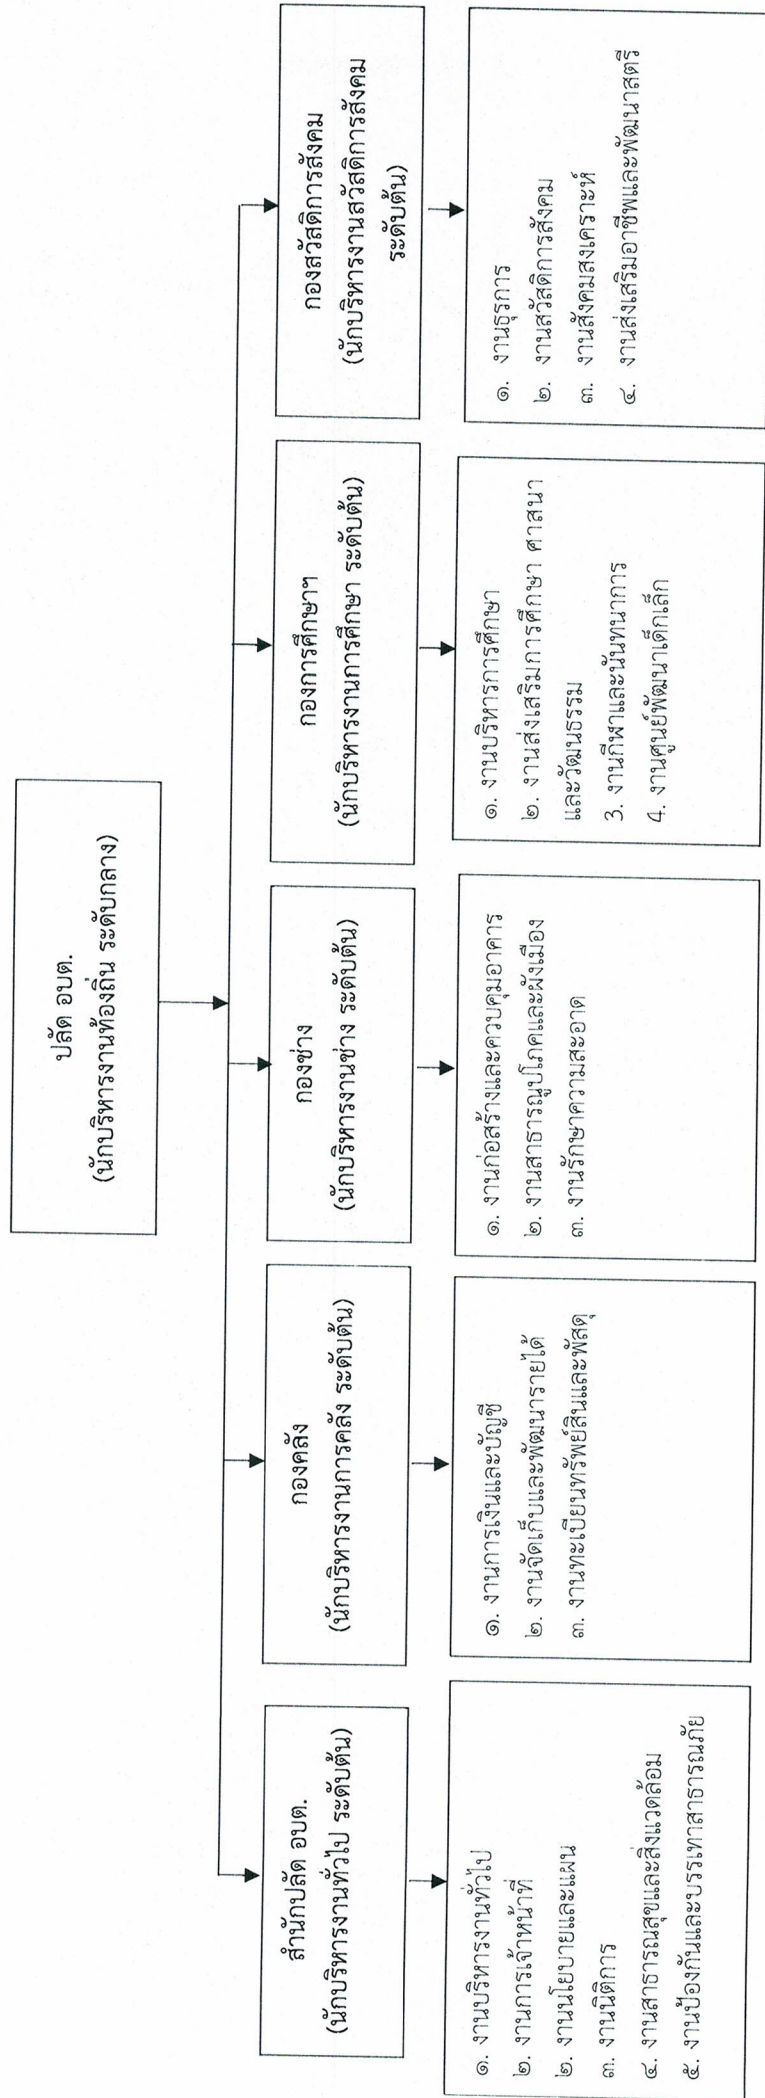 ปลัด อบต.
(นักบริหารงานท้องถิ่น ระดับกลาง)
สำนักปลัด อบต.
(นักบริหารงานทั่วไป ระดับต้น)
๑. งานบริหารงานทั่วไป
๒. งานการเจ้าหน้าที่
๒. งานนโยบายและแผน
๓. งานนิติการ
๔. งานสาธารณสุขและสิ่งแวดล้อม
๕. งานป้องกันและบรรเทาสาธารณภัย
กองคลัง
(นักบริหารงานการคลัง ระดับต้น)
๑. งานการเงินและบัญชี
๒. งานจัดเก็บและพัฒนารายได้
๓. งานทะเบียนทรัพย์สินและพัสดุ
กองช่าง
(นักบริหารงานช่าง ระดับต้น)
๑. งานก่อสร้างและควบคุมอาคาร
๒. งานสาธารณูปโภคและผังเมือง
๓. งานรักษาความสะอาด
กองการศึกษาฯ
(นักบริหารงานการศึกษา ระดับต้น)
๑. งานบริหารการศึกษา
๒. งานส่งเสริมการศึกษา ศาสนา
และวัฒนธรรม
3. งานกีฬาและนันทนาการ
4. งานศูนย์พัฒนาเด็กเล็ก
กองสวัสดิการสังคม
(นักบริหารงานสวัสดิการสังคม
ระดับต้น)
๑. งานธุรการ
๒. งานสวัสดิการสังคม
๓. งานสังคมสงเคราะห์
๔. งานส่งเสริมอาชีพและพัฒนาสตรี